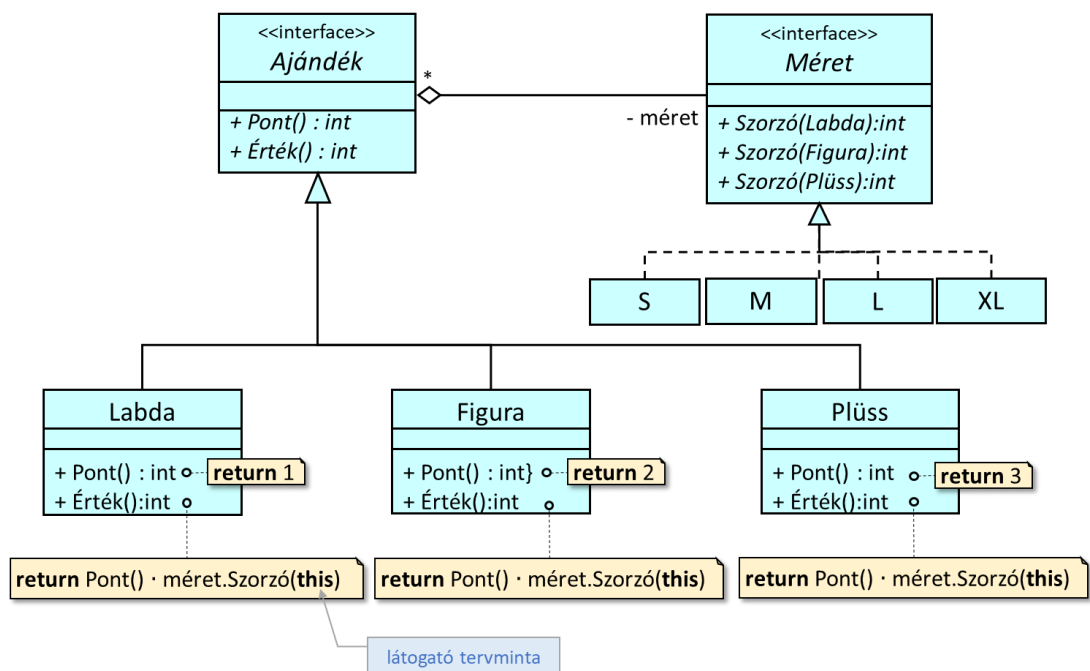 <<interface>>
Ajándék
+ Pont() : int
+ Érték() : int
*
- méret
<<interface>>
Méret
+ Szorzó(Labda):int
+ Szorzó(Figura):int
+ Szorzó(Plüss):int
S
M
L
XL
Labda
+ Pont() : int
return 1
+ Érték():int
return Pont() · méret.Szorzó(this)
Figura
+ Pont() : int}
return 2
+ Érték():int
return Pont() · méret.Szorzó(this)
Plüss
+ Pont() : int
return 3
+ Érték():int
return Pont() · méret.Szorzó(this)
látogató tervminta